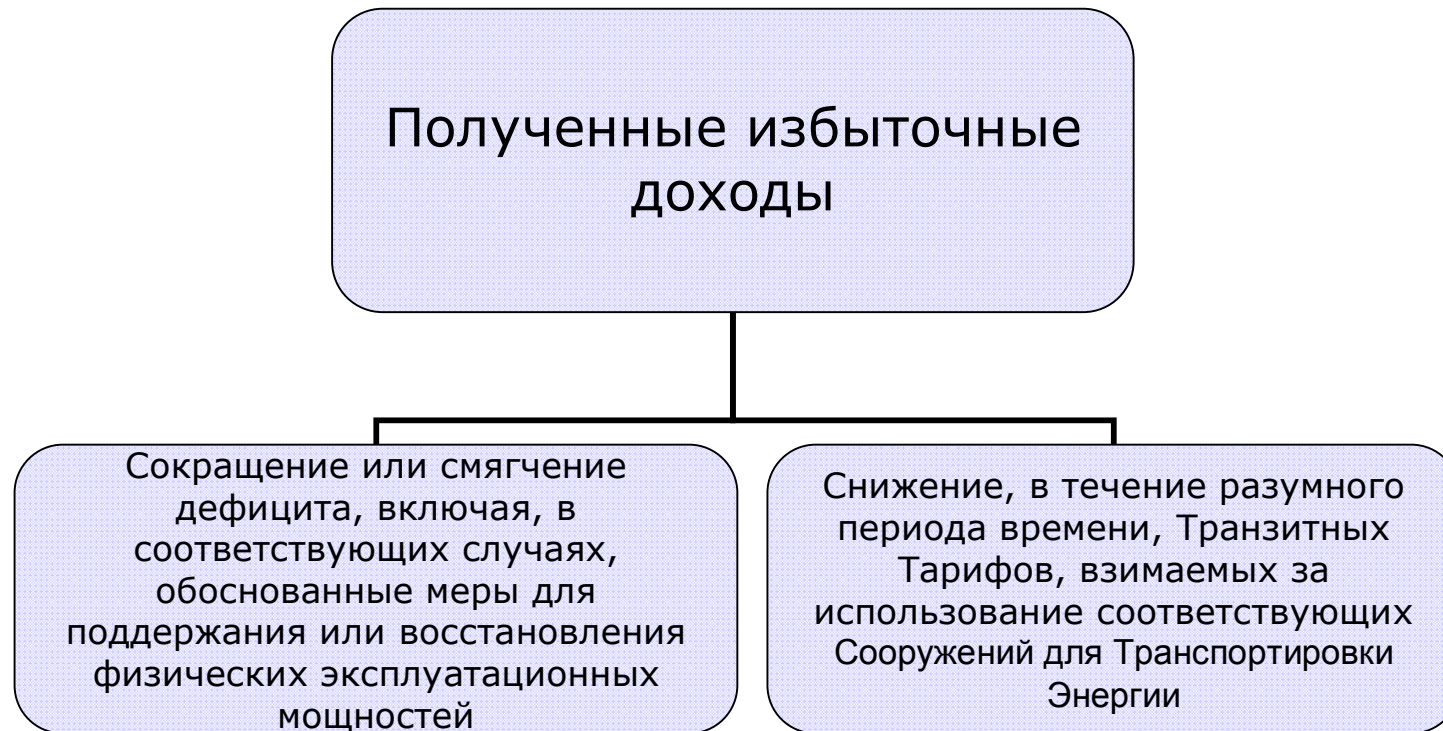 Полученные избыточные
доходы
Сокращение или смягчение
дефицита, включая, в
соответствующих случаях,
обоснованные меры для
поддержания или восстановления
физических эксплуатационных
мощностей
Снижение, в течение разумного
периода времени, Транзитных
Тарифов, взимаемых за
использование соответствующих
Сооружений для Транспортировки
Энергии